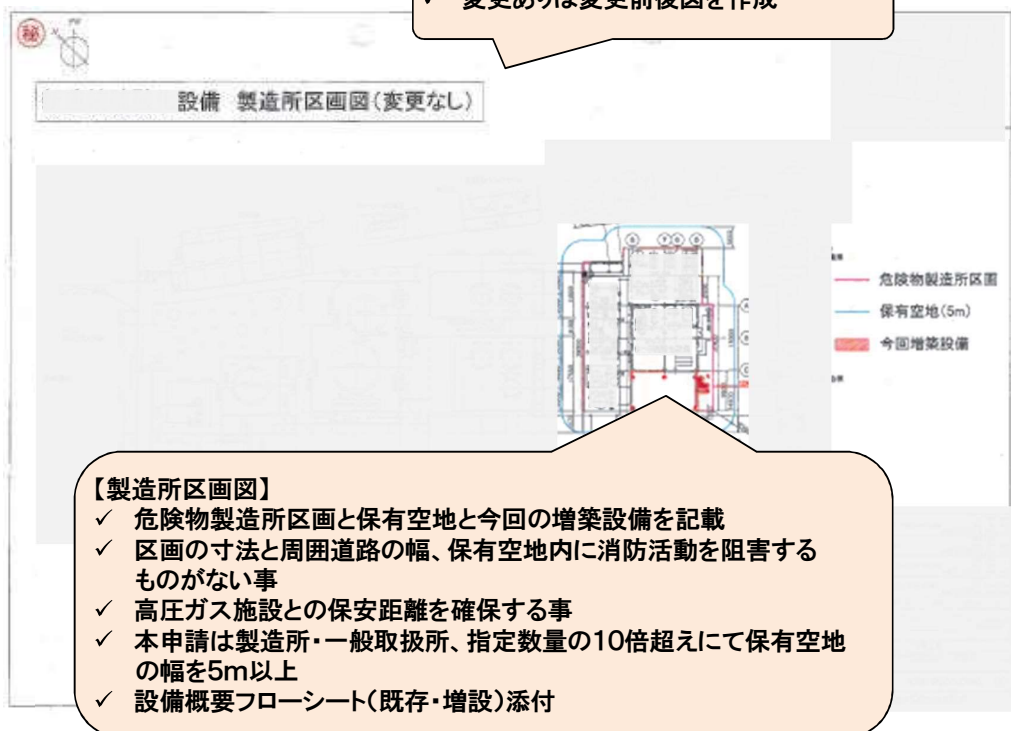 ✓ 変更ありは変更前後図を作成
㊙
設備 製造所区画図(変更なし)
危険物製造所区画
保有空地(5m)
今回増築設備
【製造所区画図】
✓ 危険物製造所区画と保有空地と今回の増築設備を記載
✓ 区画の寸法と周囲道路の幅、保有空地内に消防活動を阻害する
ものがない事
✓ 高圧ガス施設との保安距離を確保する事
✓ 本申請は製造所・一般取扱所、指定数量の10倍超えにて保有空地
の幅を5m以上
✓ 設備概要フローシート(既存・増設)添付